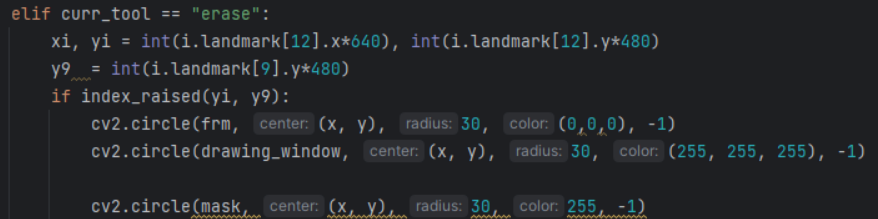 elif curr_tool == "erase":
    xi, yi = int(i.landmark[12].x*640), int(i.landmark[12].y*480)
    y9  = int(i.landmark[9].y*480)
    if index_raised(yi, y9):
        cv2.circle(frm, center: (x, y), radius: 30, color: (0,0,0), -1)
        cv2.circle(drawing_window, center: (x, y), radius: 30, color: (255, 255, 255), -1)
        cv2.circle(mask, center: (x, y), radius: 30, color: 255, -1)